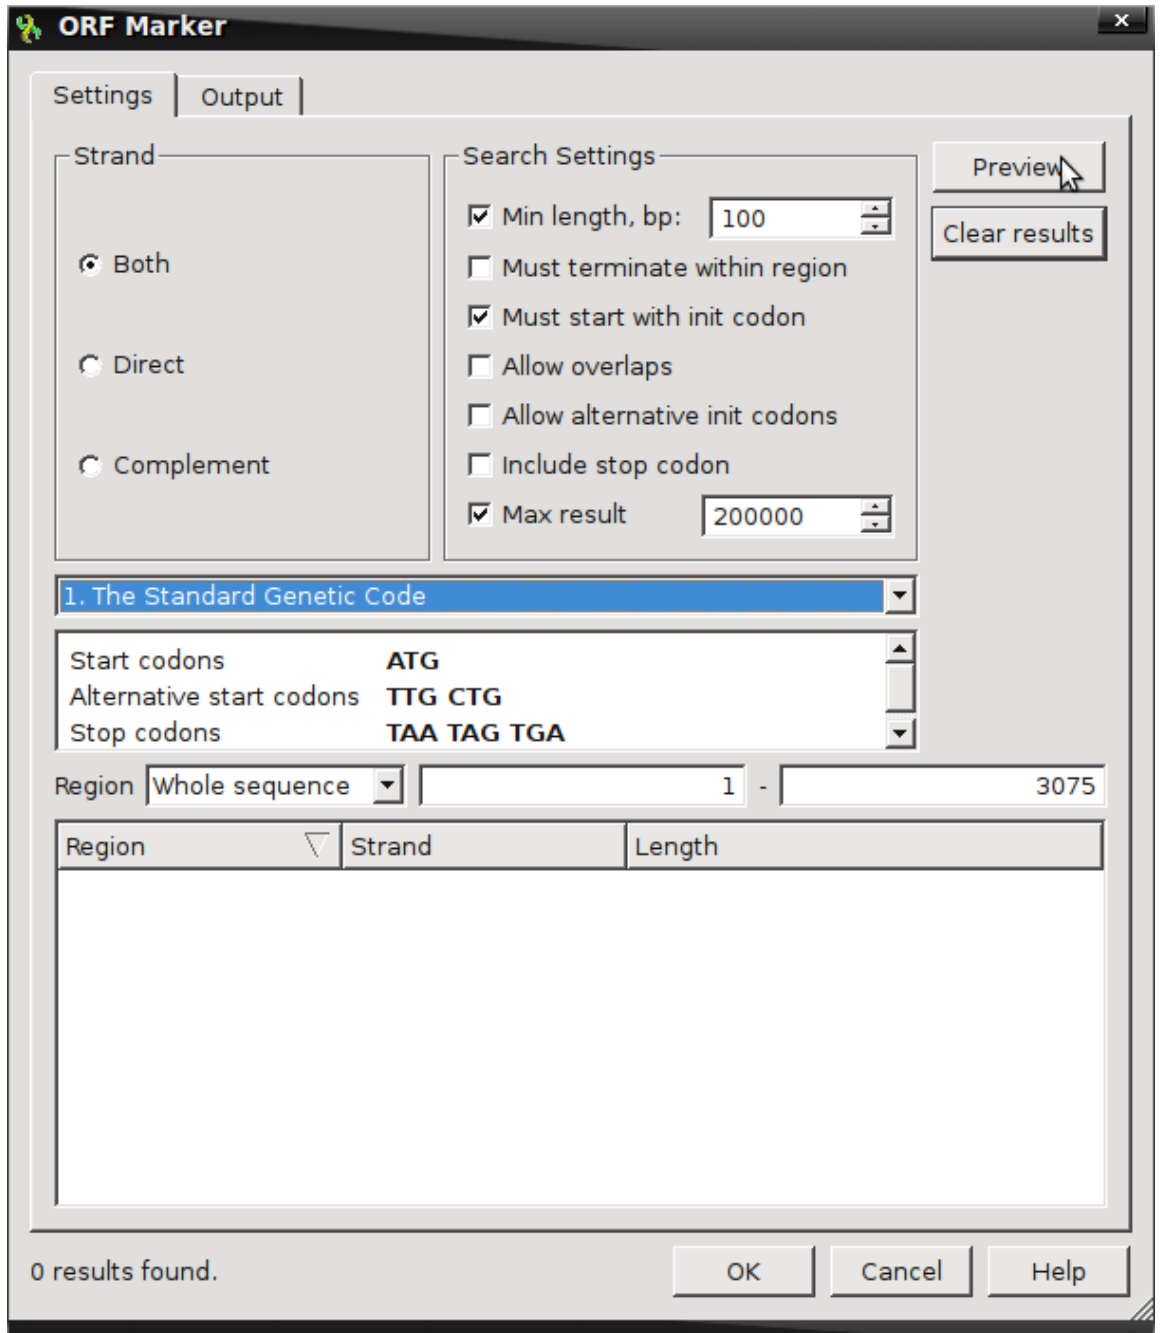 ORF Marker
Settings Output
Strand
Both
Direct
Complement
Search Settings
Min length, bp: 100
Must terminate within region
Must start with init codon
Allow overlaps
Allow alternative init codons
Include stop codon
Max result 200000
Preview
Clear results
1. The Standard Genetic Code
Start codons ATG
Alternative start codons TTG CTG
Stop codons TAA TAG TGA
Region Whole sequence 1 - 3075
Region Strand Length
0 results found.
OK Cancel Help